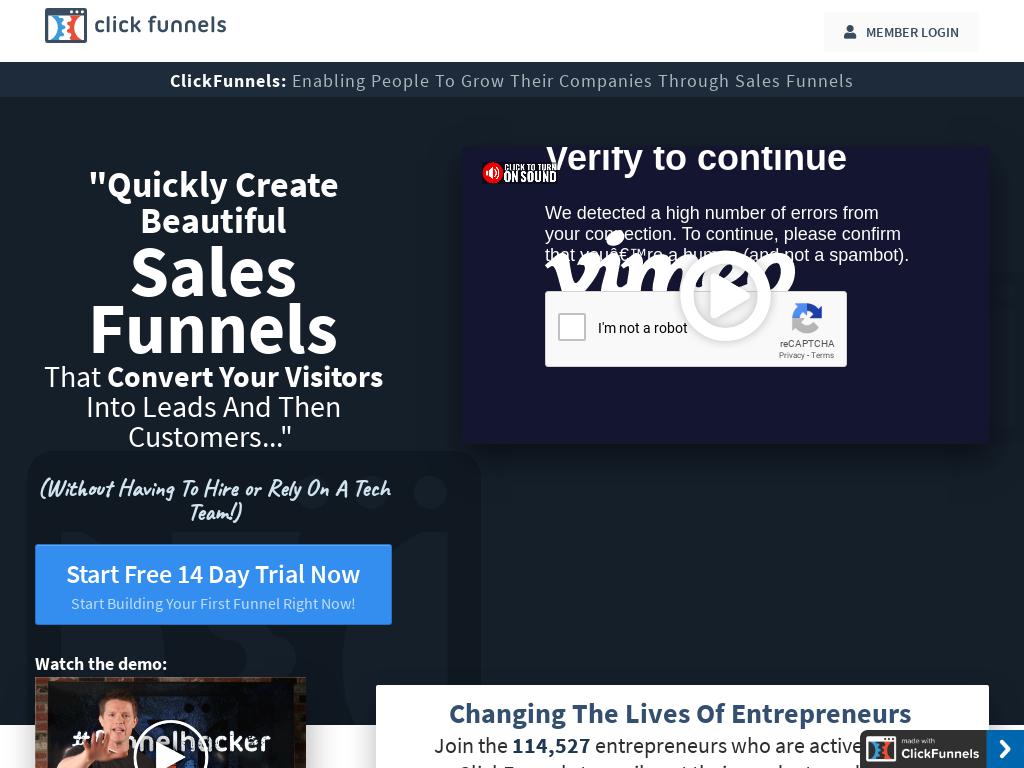 click funnels
MEMBER LOGIN
ClickFunnels: Enabling People To Grow Their Companies Through Sales Funnels
"Quickly Create
Beautiful
Sales
Funnels
That Convert Your Visitors
Into Leads And Then
Customers..."
(Without Having To Hire or Rely On A Tech
Team!)
Start Free 14 Day Trial Now
Start Building Your First Funnel Right Now!
Watch the demo:
CLICK TO TURN
ON SOUND
Verify to continue
We detected a high number of errors from
your connection. To continue, please confirm
that youâ€™re a human (and not a spambot).
vimeo
I'm not a robot
reCAPTCHA
Privacy - Terms
Changing The Lives Of Entrepreneurs
Join the 114,527 entrepreneurs who are active
made with
ClickFunnels